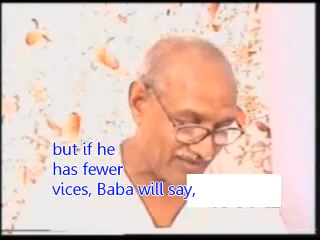 but if he
has fewer
vices, Baba will say,